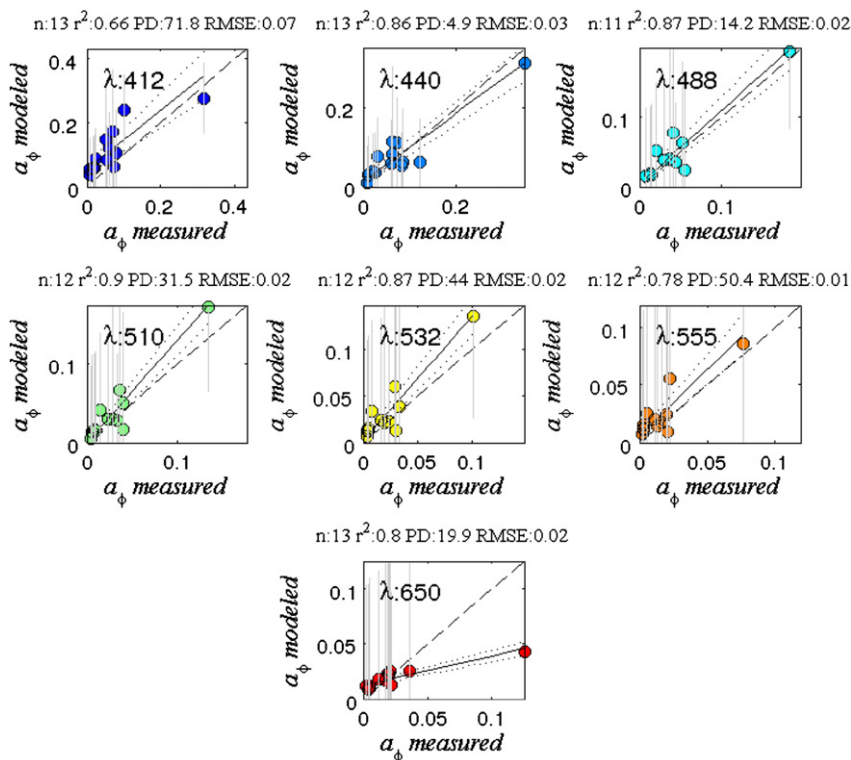 n:13 r²:0.66 PD:71.8 RMSE:0.07
λ:412
0.4
0.2
0
0 0.2 0.4
a_ϕ modeled
a_ϕ measured
n:13 r²:0.86 PD:4.9 RMSE:0.03
λ:440
0.2
0
0 0.2
a_ϕ modeled
a_ϕ measured
n:11 r²:0.87 PD:14.2 RMSE:0.02
λ:488
0.1
0
0 0.1
a_ϕ modeled
a_ϕ measured
n:12 r²:0.9 PD:31.5 RMSE:0.02
λ:510
0.1
0
0 0.1
a_ϕ modeled
a_ϕ measured
n:12 r²:0.87 PD:44 RMSE:0.02
λ:532
0.1
0.05
0
0 0.05 0.1
a_ϕ modeled
a_ϕ measured
n:12 r²:0.78 PD:50.4 RMSE:0.01
λ:555
0.1
0.05
0
0 0.05 0.1
a_ϕ modeled
a_ϕ measured
n:13 r²:0.8 PD:19.9 RMSE:0.02
λ:650
0.1
0.05
0
0 0.05 0.1
a_ϕ modeled
a_ϕ measured